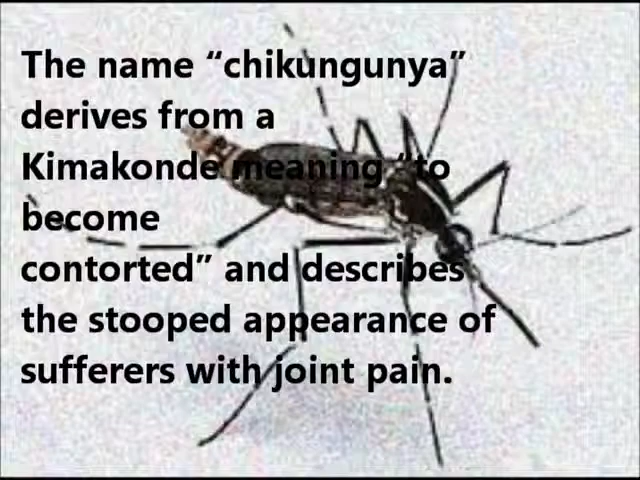 The name “chikungunya”
derives from a
Kimakonde meaning “to
become
contorted” and describes
the stooped appearance of
sufferers with joint pain.